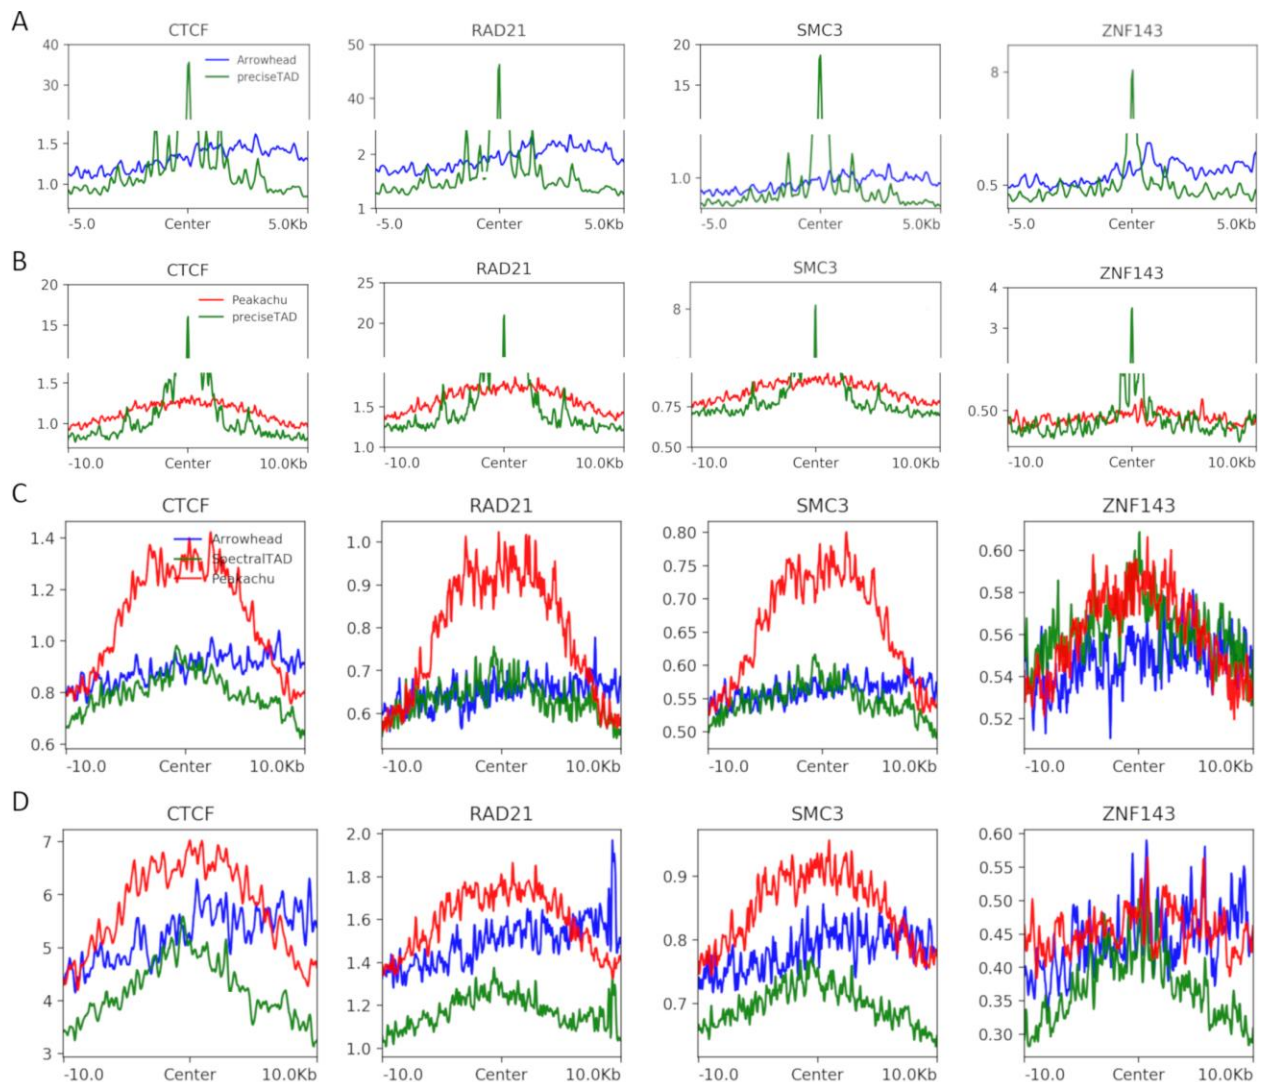 A
CTCF RAD21 SMC3 ZNF143
40 50 20 8
Arrowhead
preciseTAD
30 40 15
1.5 2 1.0 0.5
1.0 1
-5.0 Center 5.0Kb -5.0 Center 5.0Kb -5.0 Center 5.0Kb -5.0 Center 5.0Kb
B
CTCF RAD21 SMC3 ZNF143
20 25 8 4
Peakachu
preciseTAD
15 20 3
10
1.5 1.5 0.75 0.50
1.0 1.0 0.50
-10.0 Center 10.0Kb -10.0 Center 10.0Kb -10.0 Center 10.0Kb -10.0 Center 10.0Kb
C
CTCF RAD21 SMC3 ZNF143
Arrowhead
SpectralTAD
Peakachu
1.4 1.0 0.80 0.60
1.2 0.9 0.75 0.58
1.0 0.8 0.70 0.56
0.8 0.7 0.65 0.54
0.6 0.6 0.60 0.52
0.55
0.50
-10.0 Center 10.0Kb -10.0 Center 10.0Kb -10.0 Center 10.0Kb -10.0 Center 10.0Kb
D
CTCF RAD21 SMC3 ZNF143
7 2.0 0.9 0.60
6 1.8 0.8 0.55
5 1.6 0.7 0.50
4 1.4 0.45
3 1.2 0.40
1.0 0.35
0.30
-10.0 Center 10.0Kb -10.0 Center 10.0Kb -10.0 Center 10.0Kb -10.0 Center 10.0Kb